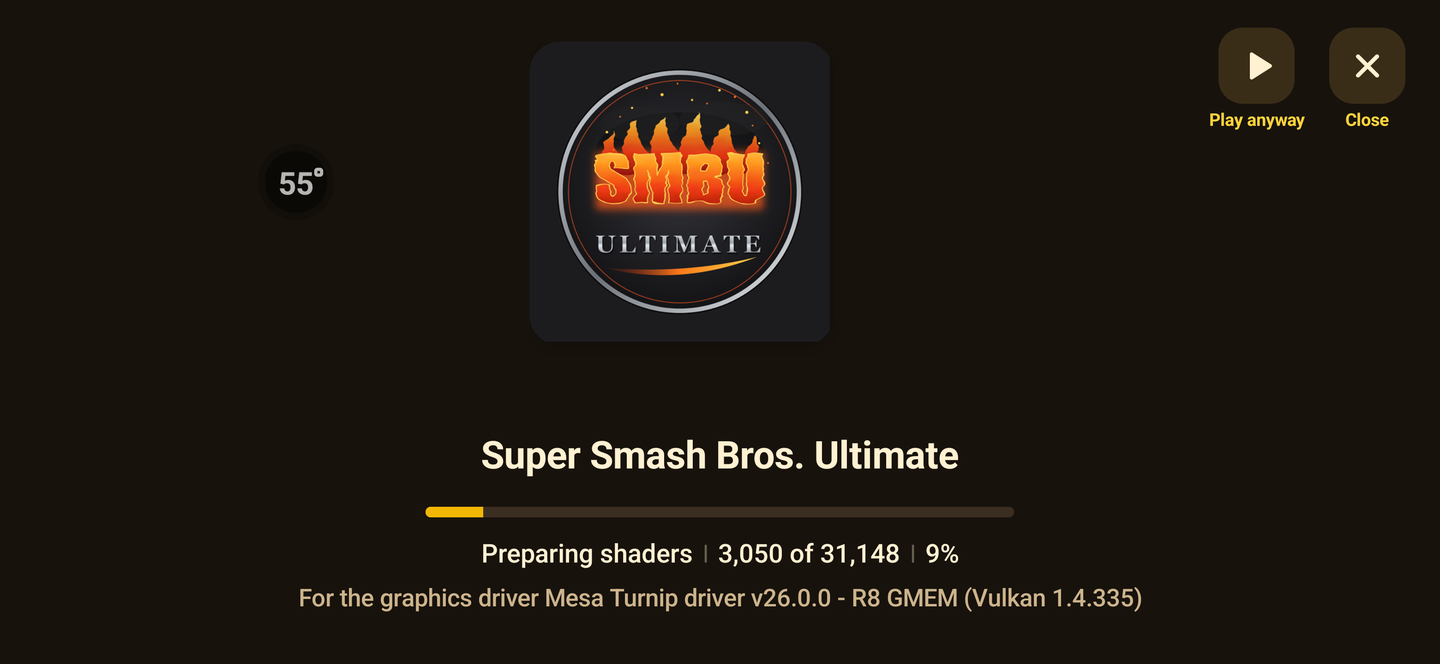 Play anyway
Close
55°
SMBU
ULTIMATE
Super Smash Bros. Ultimate
Preparing shaders | 3,050 of 31,148 | 9%
For the graphics driver Mesa Turnip driver v26.0.0 - R8 GMEM (Vulkan 1.4.335)